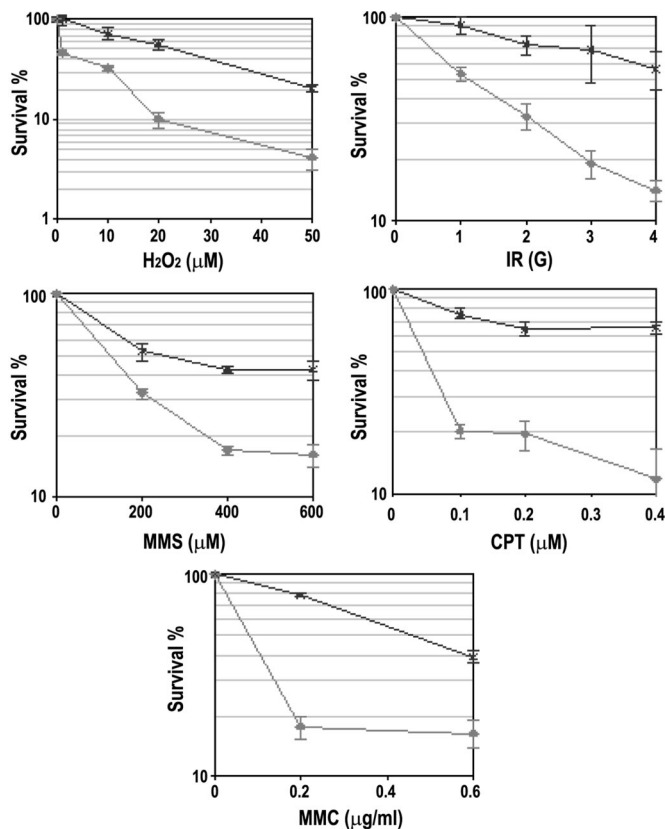 Survival %
100
10
1
0 10 20 30 40 50
H₂O₂ (μM)
Survival %
100
10
0 1 2 3 4
IR (G)
Survival %
100
10
0 200 400 600
MMS (μM)
Survival %
100
10
0 0.1 0.2 0.3 0.4
CPT (μM)
Survival %
100
10
0 0.2 0.4 0.6
MMC (μg/ml)